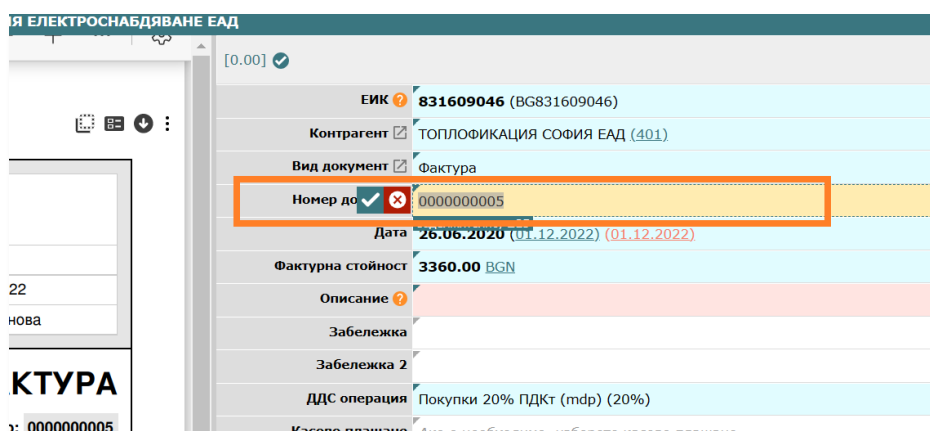 ЕЛЕКТРОСНАБДЯВАНЕ ЕАД
[0.00]
ЕИК 831609046 (BG831609046)
Контрагент ТОПЛОФИКАЦИЯ СОФИЯ ЕАД (401)
Вид документ Фактура
Номер до 0000000005
Дата 26.06.2020 (01.12.2022) (01.12.2022)
Фактурна стойност 3360.00 BGN
22
Описание
нова
Забележка
Забележка 2
КТУРА
ДДС операция Покупки 20% ПДКт (mdp) (20%)
0000000005